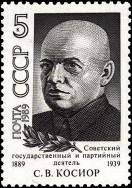 5 К
ПОЧТА СССР
1989
Советский
государственный и партийный
деятель
1889 1939
С. В. КОСИОР